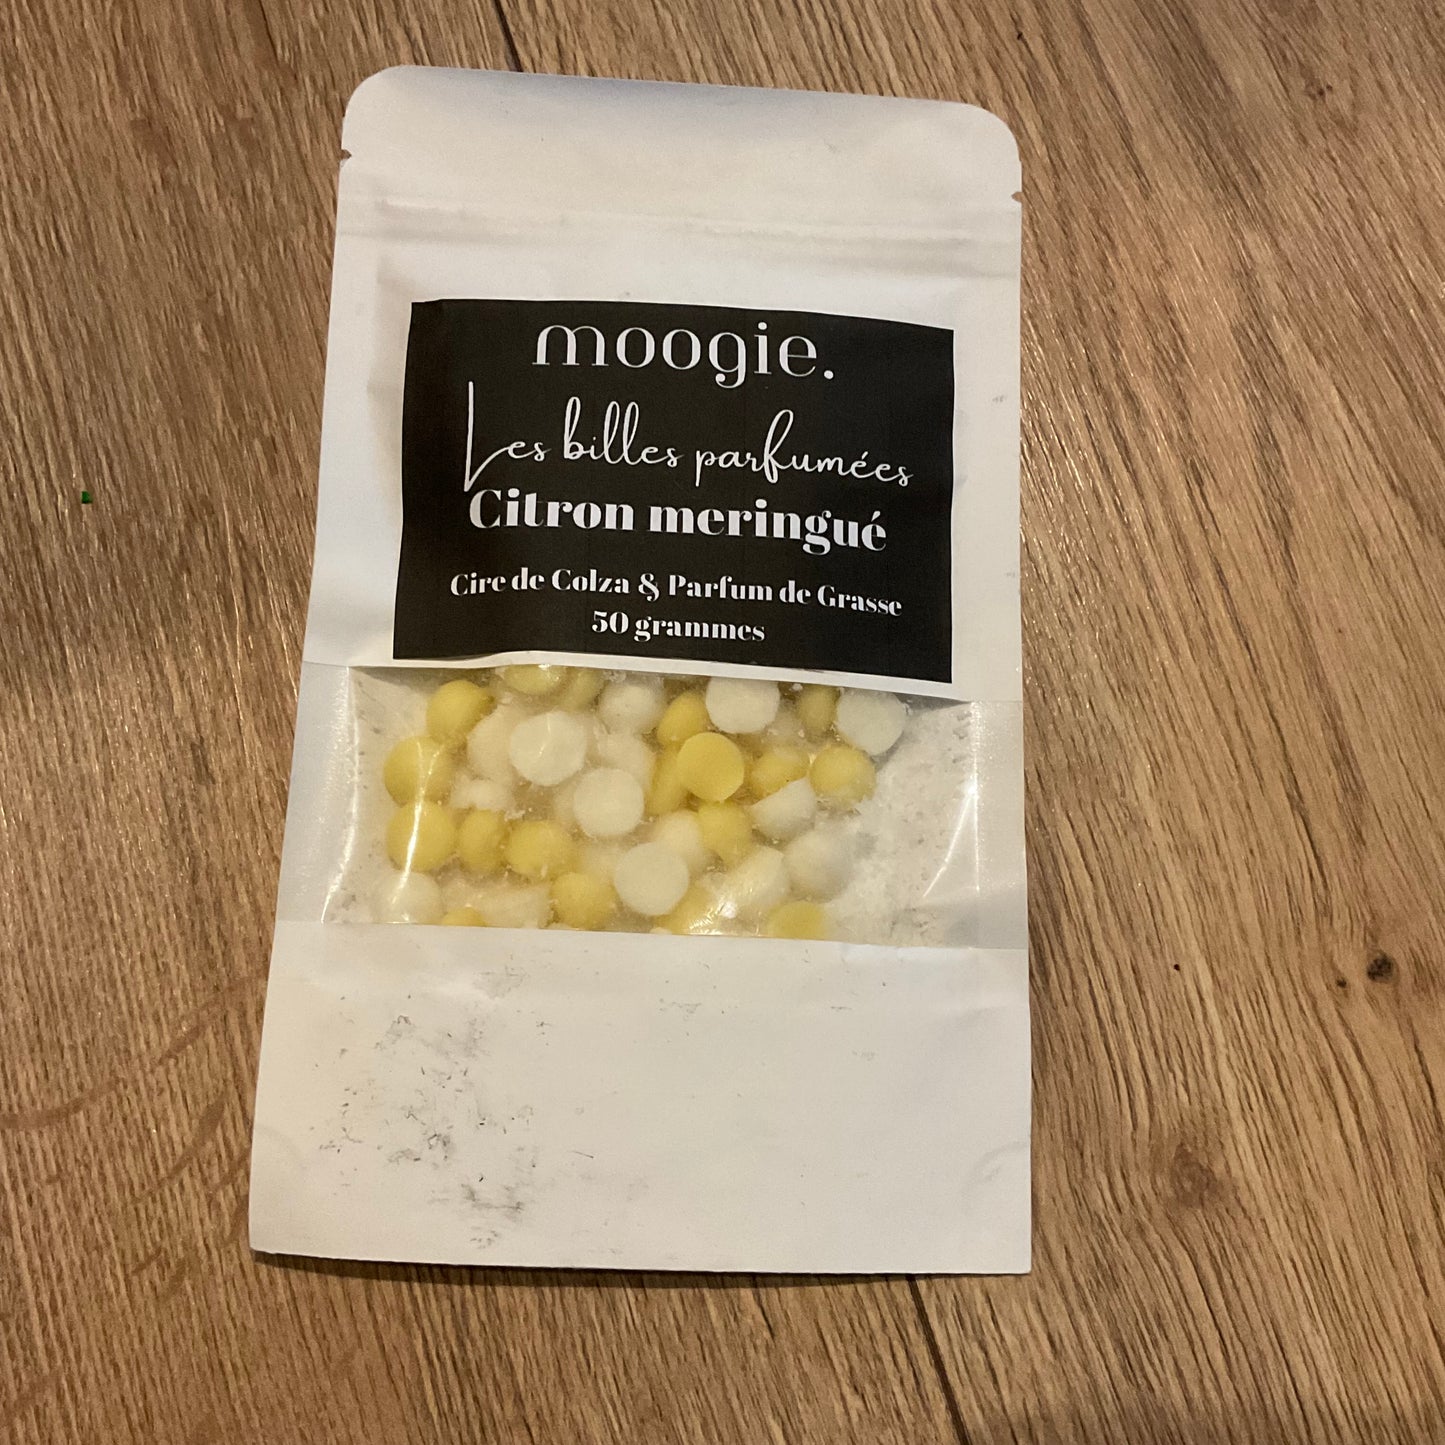 moogie.
Les billes parfumées
Citron meringué
Cire de Colza & Parfum de Grasse
50 grammes